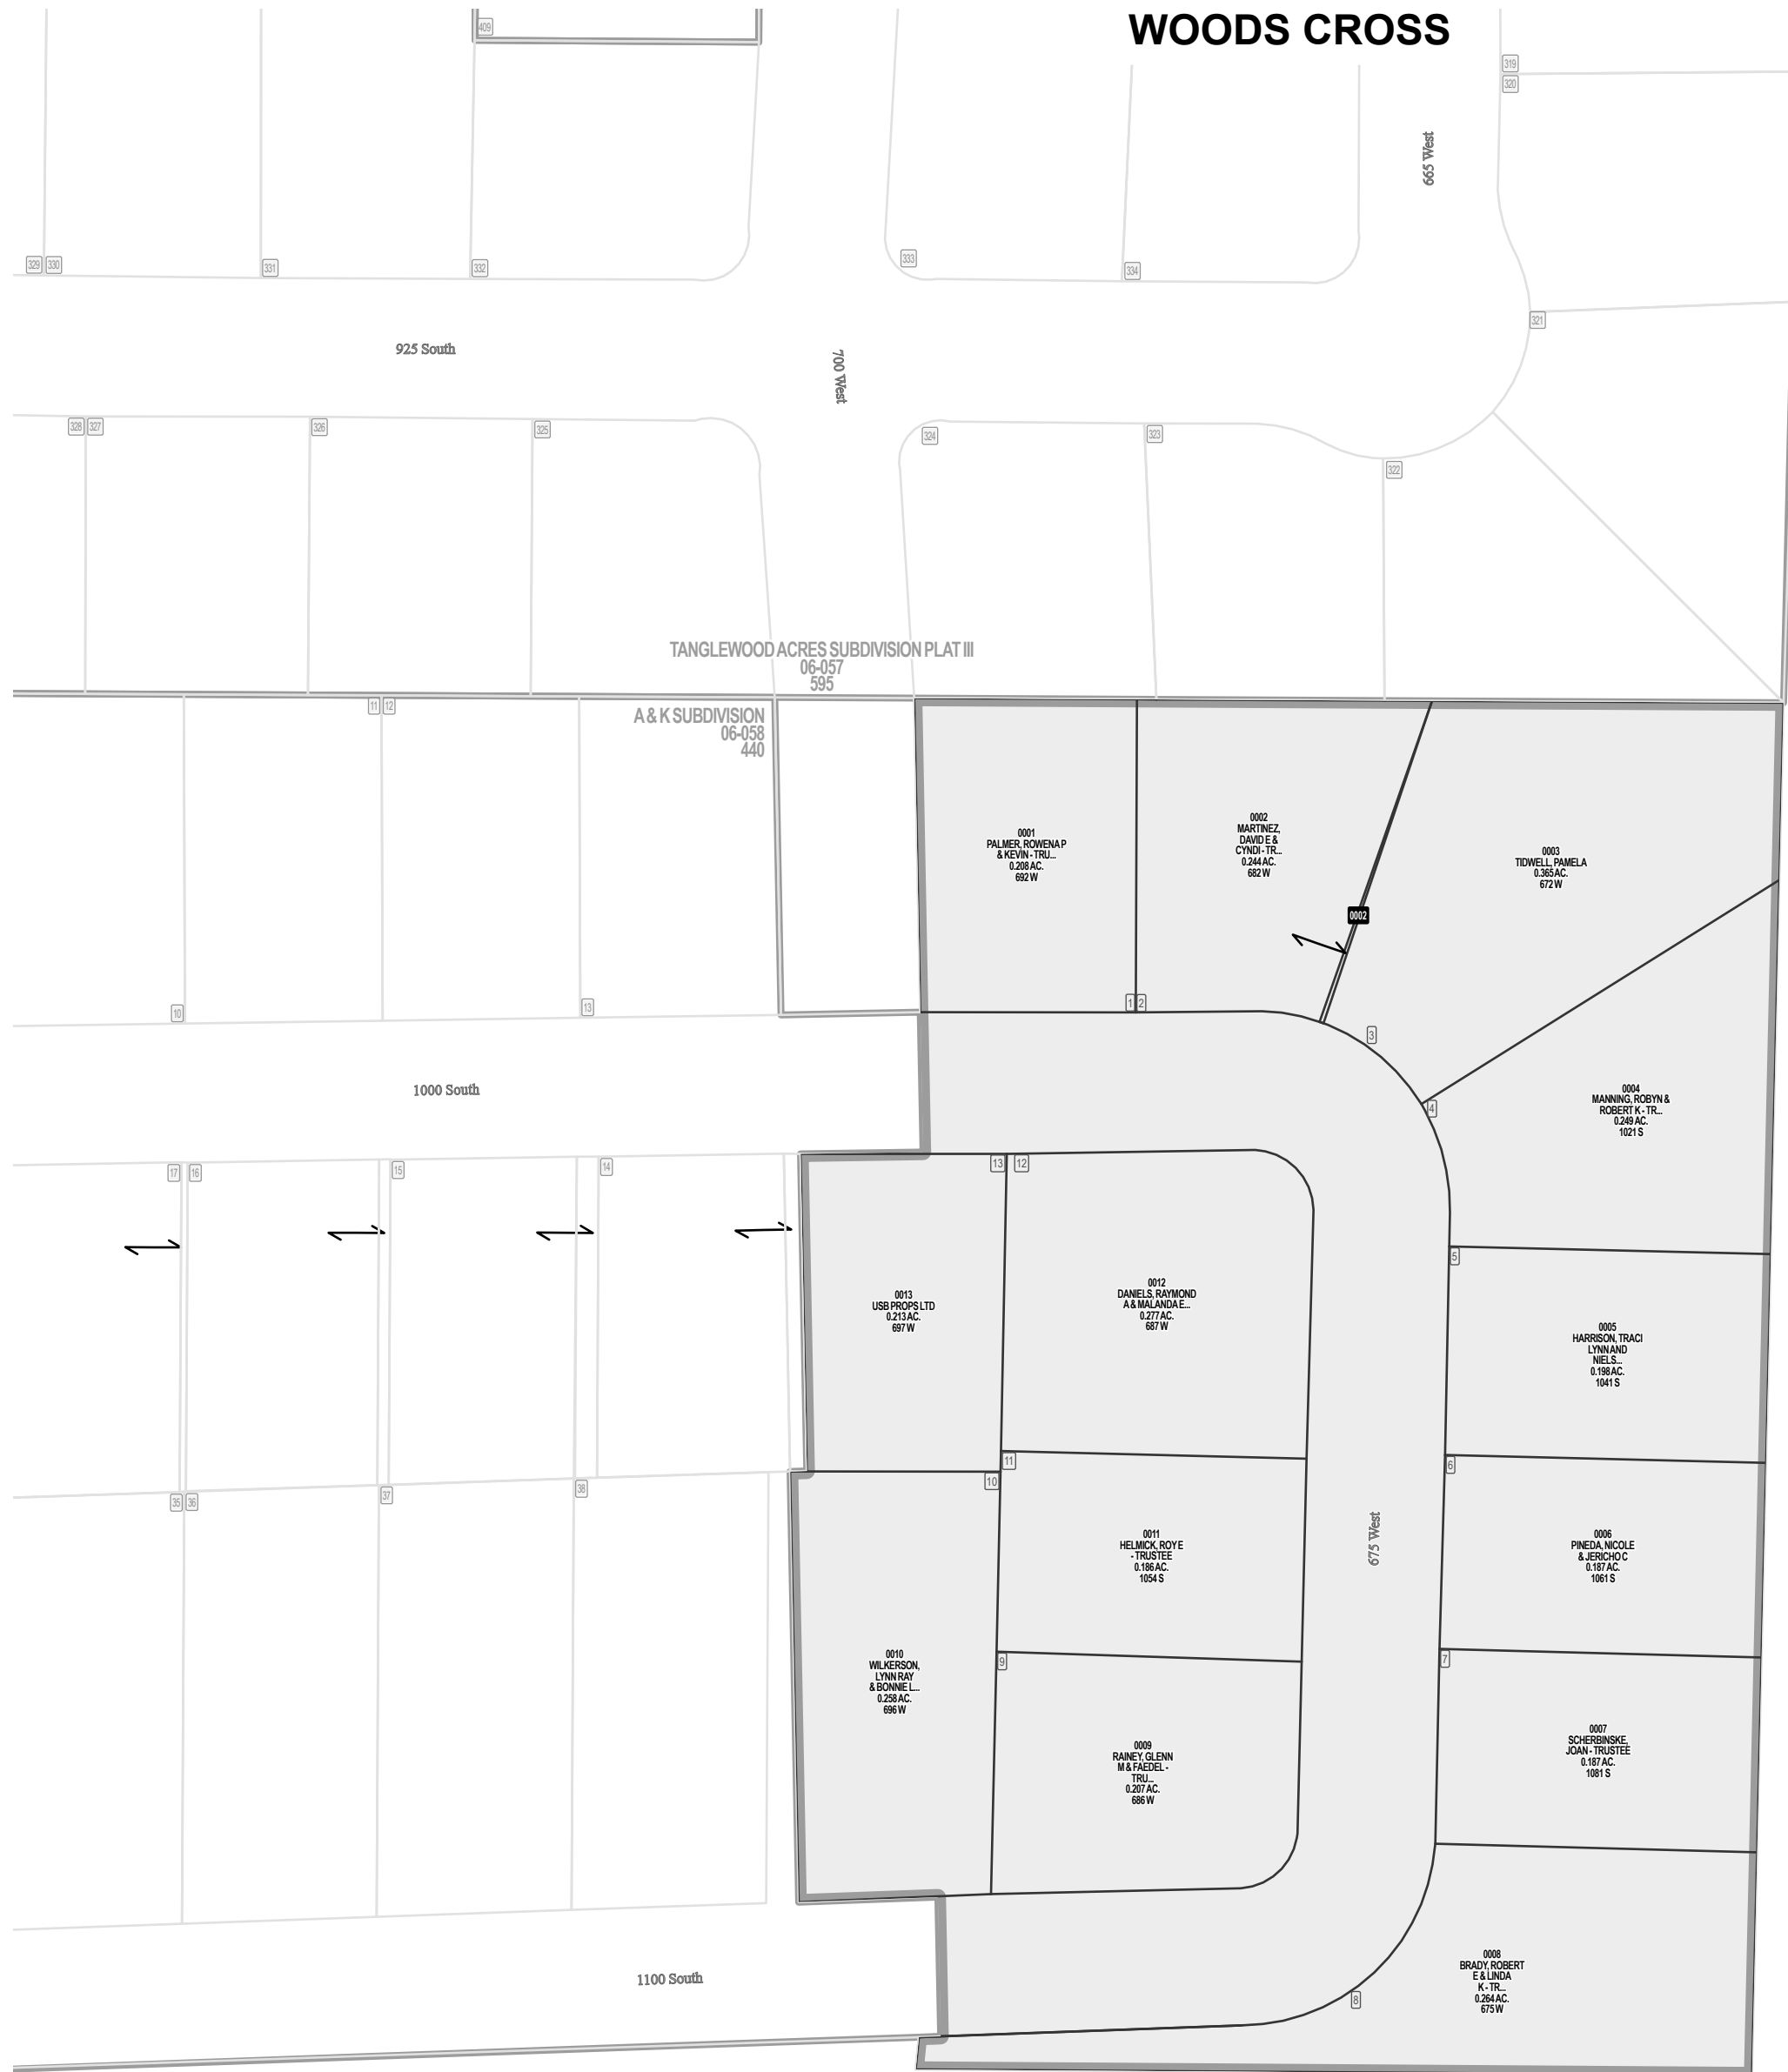 WOODS CROSS
409
319
320
665 West
329
330
331
332
333
334
321
925 South
700 West
328
327
326
325
324
323
322
TANGLEWOOD ACRES SUBDIVISION PLAT III
06-057
595
A & K SUBDIVISION
06-058
440
11
12
0001
PALMER, ROWENA P
& KEVIN - TRU...
0.208 AC.
692 W
0002
MARTINEZ,
DAVID E &
CYNDI - TR...
0.244 AC.
682 W
0003
TIDWELL, PAMELA
0.365 AC.
672 W
0002
10
13
1
2
3
1000 South
4
0004
MANNING, ROBYN &
ROBERT K - TR...
0.249 AC.
1021 S
17
16
15
14
13
12
5
0013
USB PROPS LTD
0.213 AC.
697 W
0012
DANIELS, RAYMOND
A & MALANDA E...
0.277 AC.
687 W
0005
HARRISON, TRACI
LYNN AND
NIELS...
0.198 AC.
1041 S
35
36
37
38
10
11
6
675 West
0011
HELMICK, ROY E
- TRUSTEE
0.186 AC.
1054 S
0006
PINEDA, NICOLE
& JERICHO C
0.187 AC.
1061 S
9
7
0010
WILKERSON,
LYNN RAY
& BONNIE L...
0.258 AC.
696 W
0009
RAINEY, GLENN
M & FAEDEL -
TRU...
0.207 AC.
686 W
0007
SCHERBINSKE,
JOAN - TRUSTEE
0.187 AC.
1081 S
1100 South
8
0008
BRADY, ROBERT
E & LINDA
K - TR...
0.264 AC.
675 W